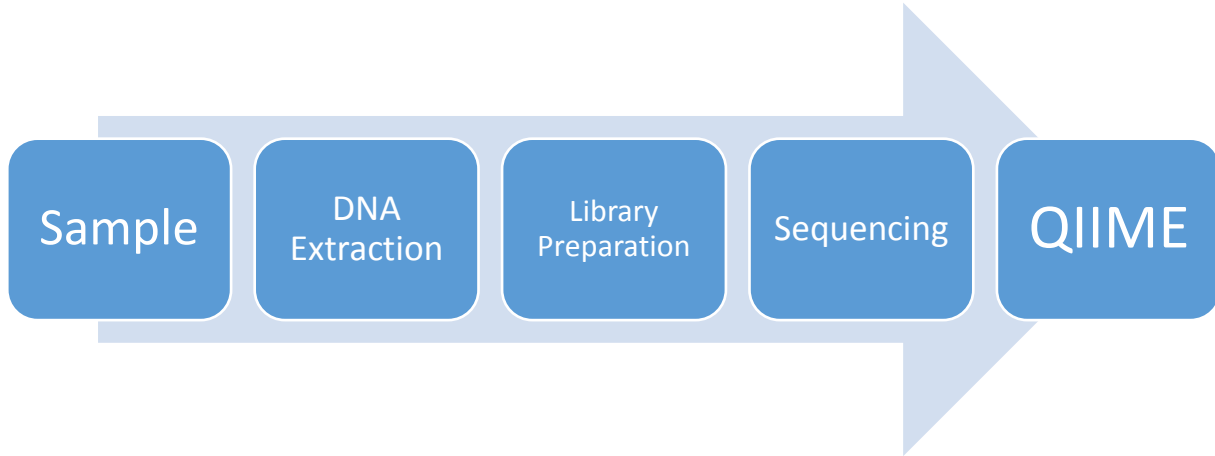 Sample
DNA
Extraction
Library
Preparation
Sequencing
QIIME